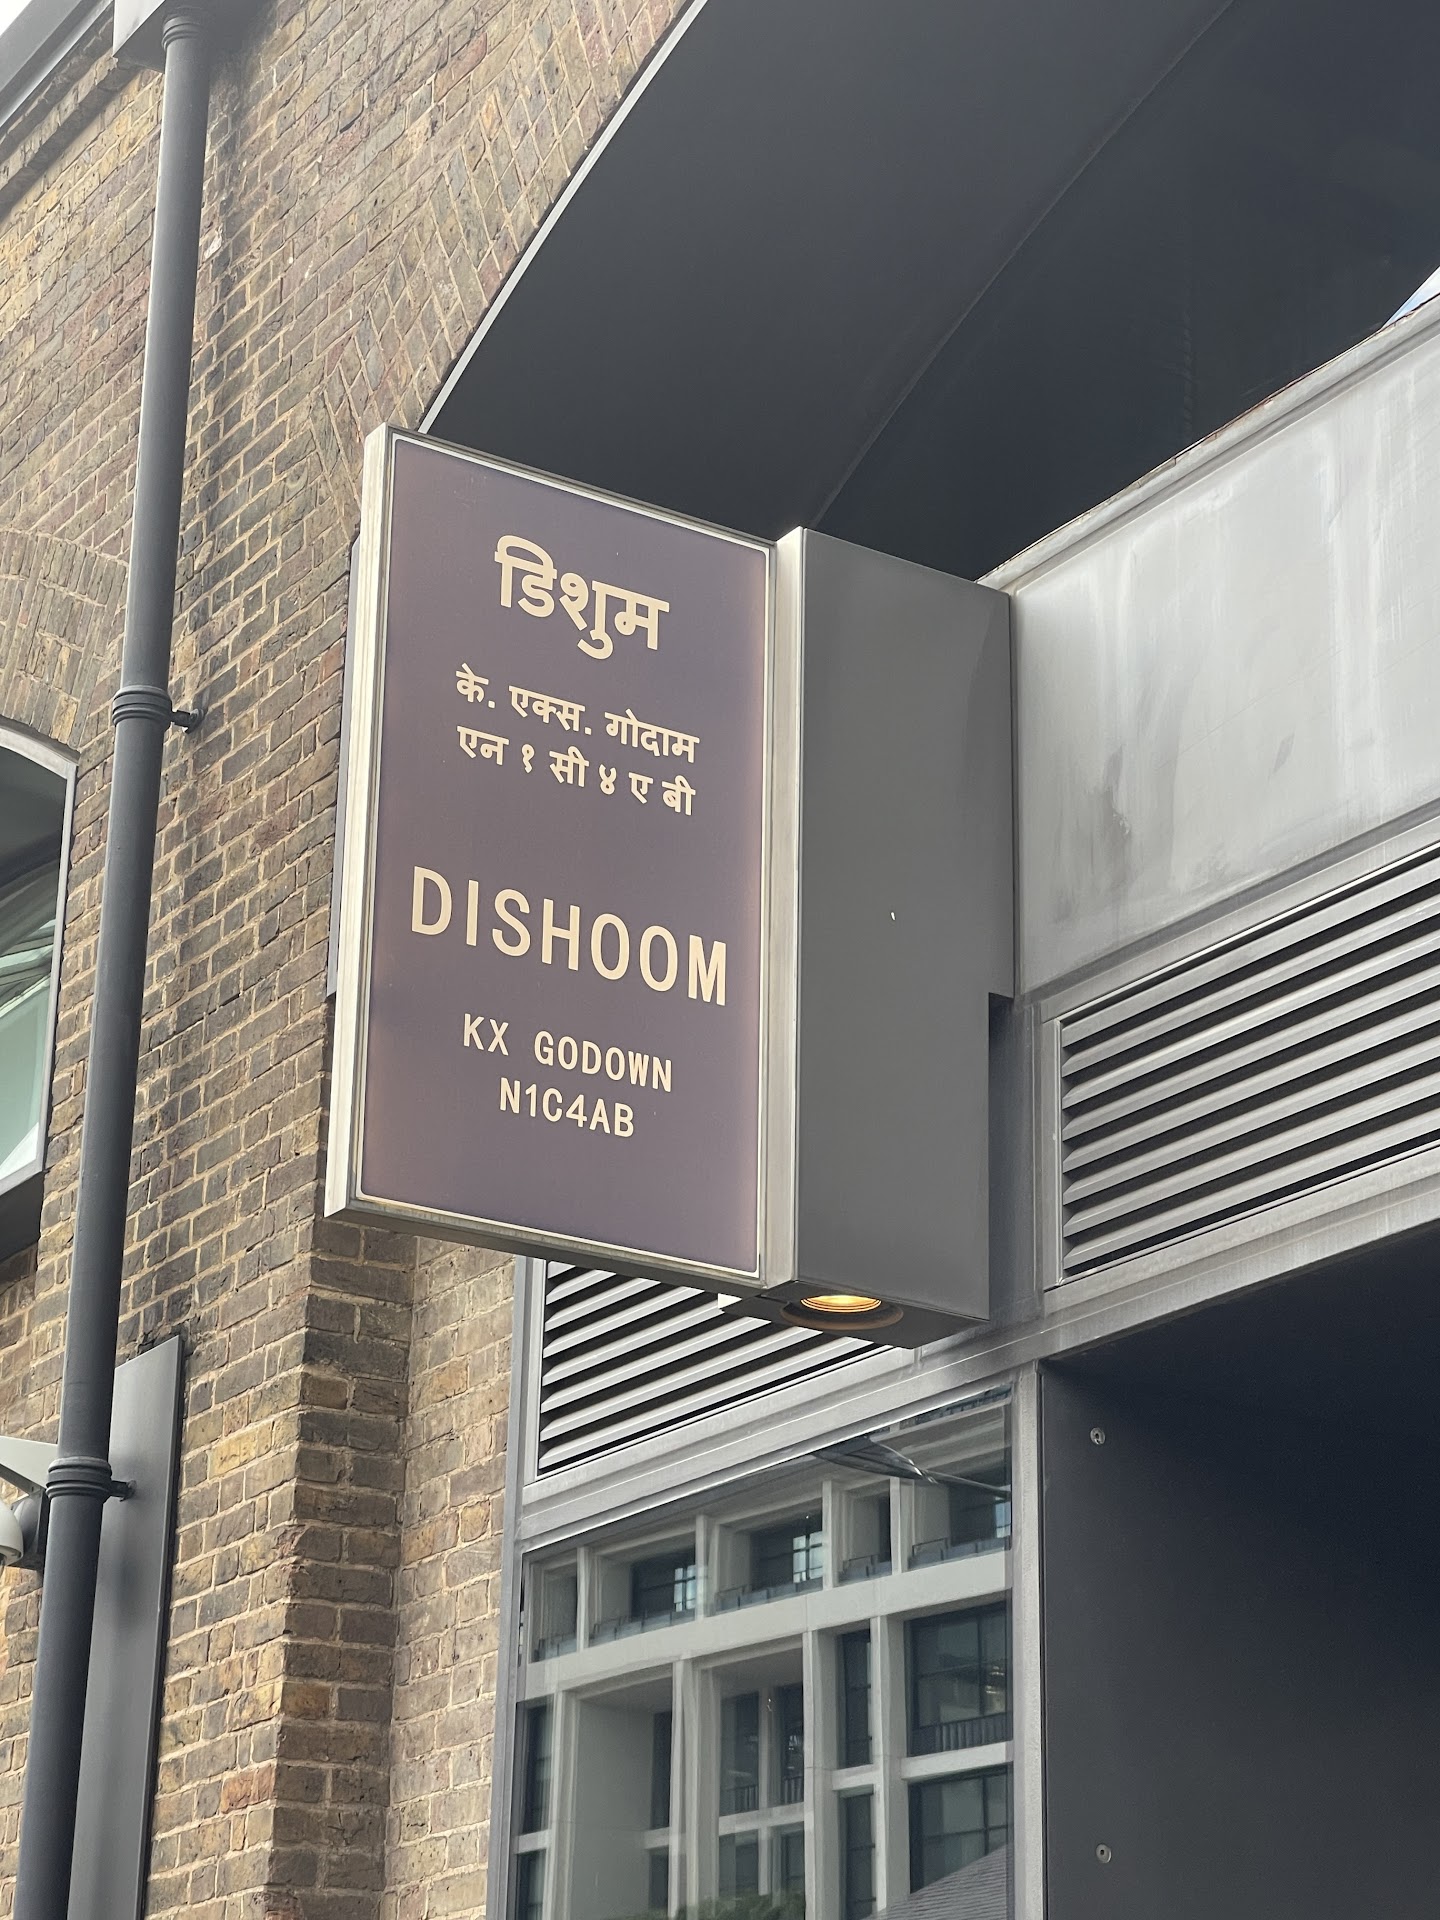 डिशुम
के. एक्स. गोदाम
एन १ सी ४ ए बी
DISHOOM
KX GODOWN
N1C4AB